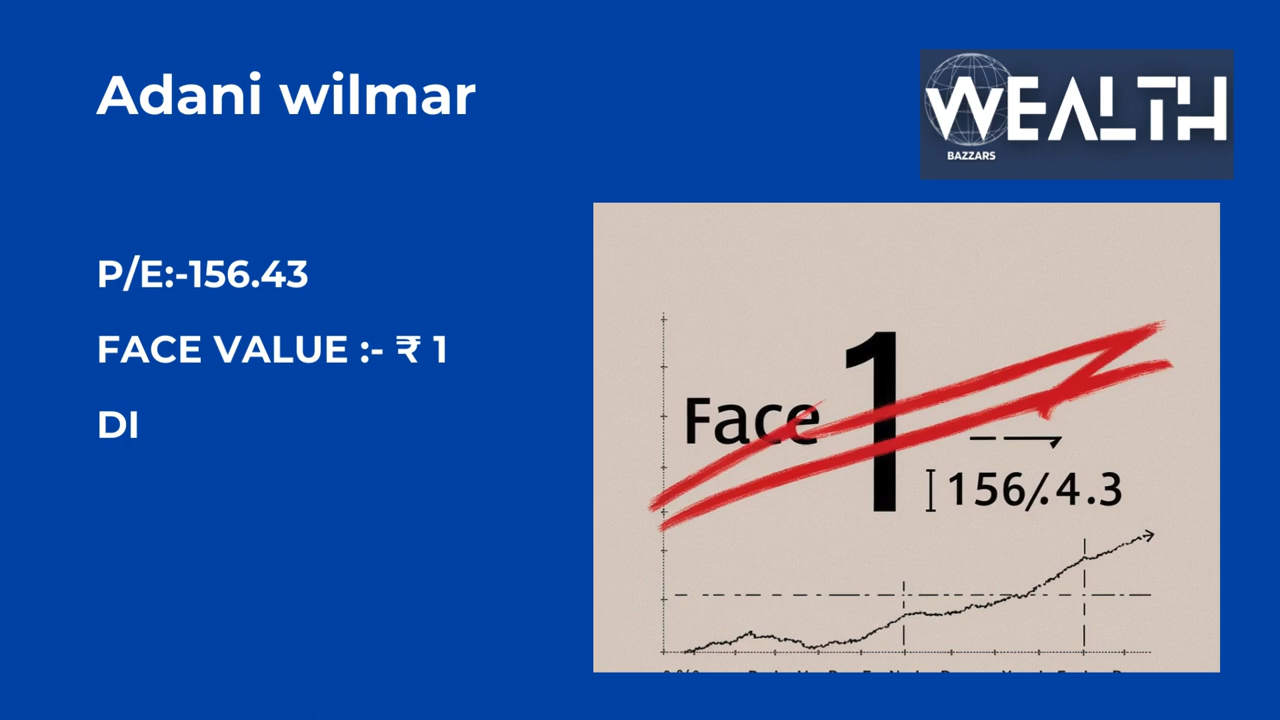 Adani wilmar
WEALTH
BAZZARS
P/E:-156.43
FACE VALUE :- ₹ 1
DI
Face 1
156/.4.3